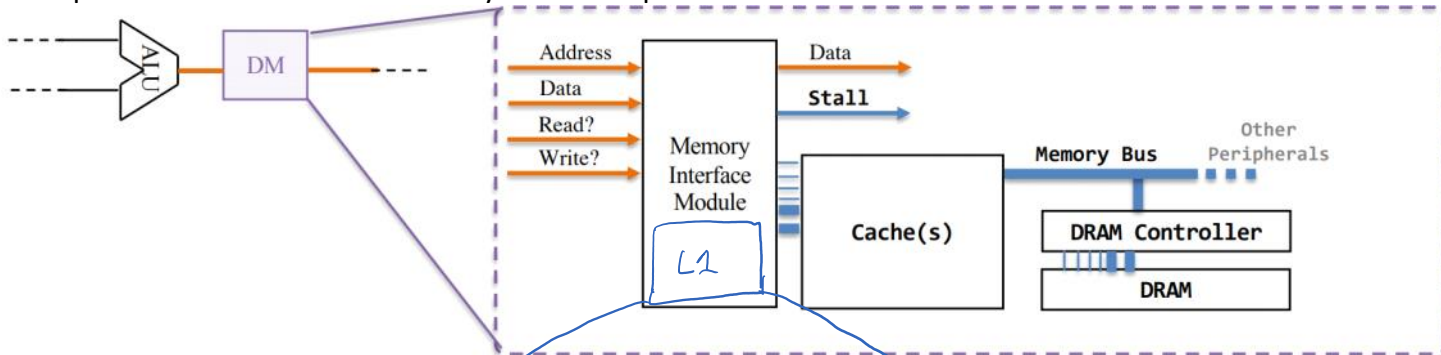 ALU
DM
Address
Data
Read?
Write?
Memory
Interface
Module
L1
Data
Stall
Cache(s)
Memory Bus
Other
Peripherals
DRAM Controller
DRAM